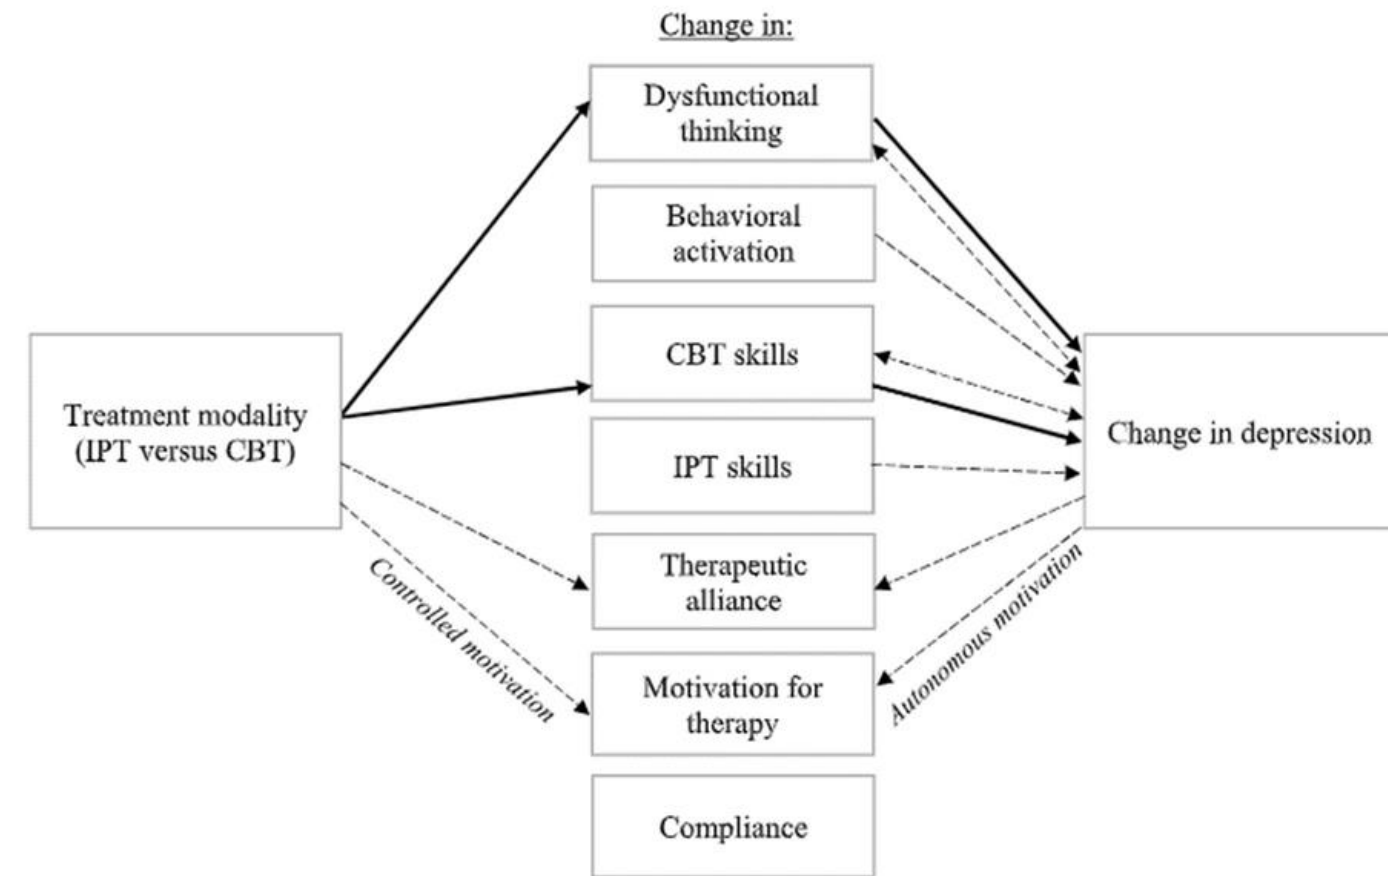 Change in:
Dysfunctional
thinking
Behavioral
activation
CBT skills
Treatment modality
(IPT versus CBT)
Change in depression
IPT skills
Therapeutic
alliance
Controlled motivation
Autonomous motivation
Motivation for
therapy
Compliance